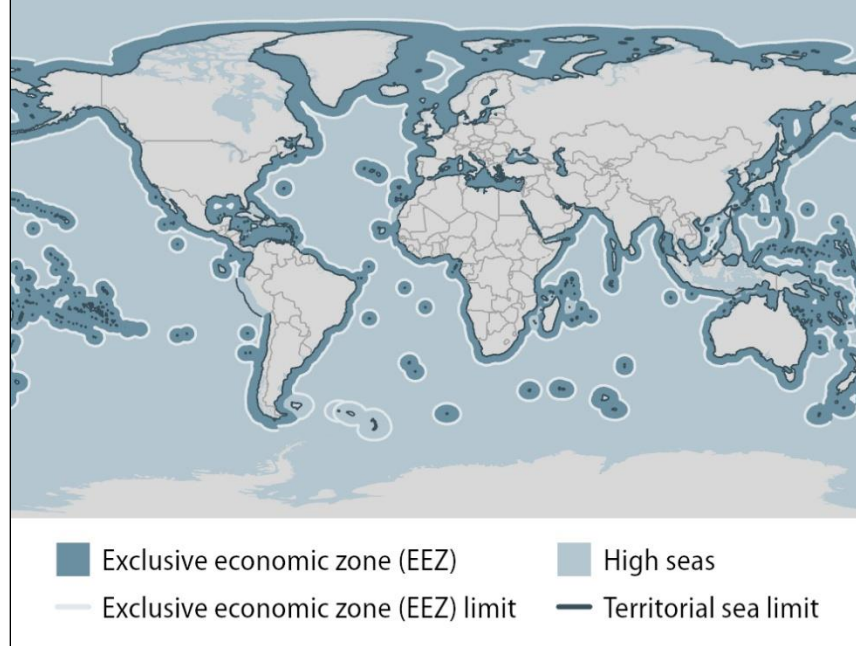 Exclusive economic zone (EEZ)
High seas
Exclusive economic zone (EEZ) limit
Territorial sea limit